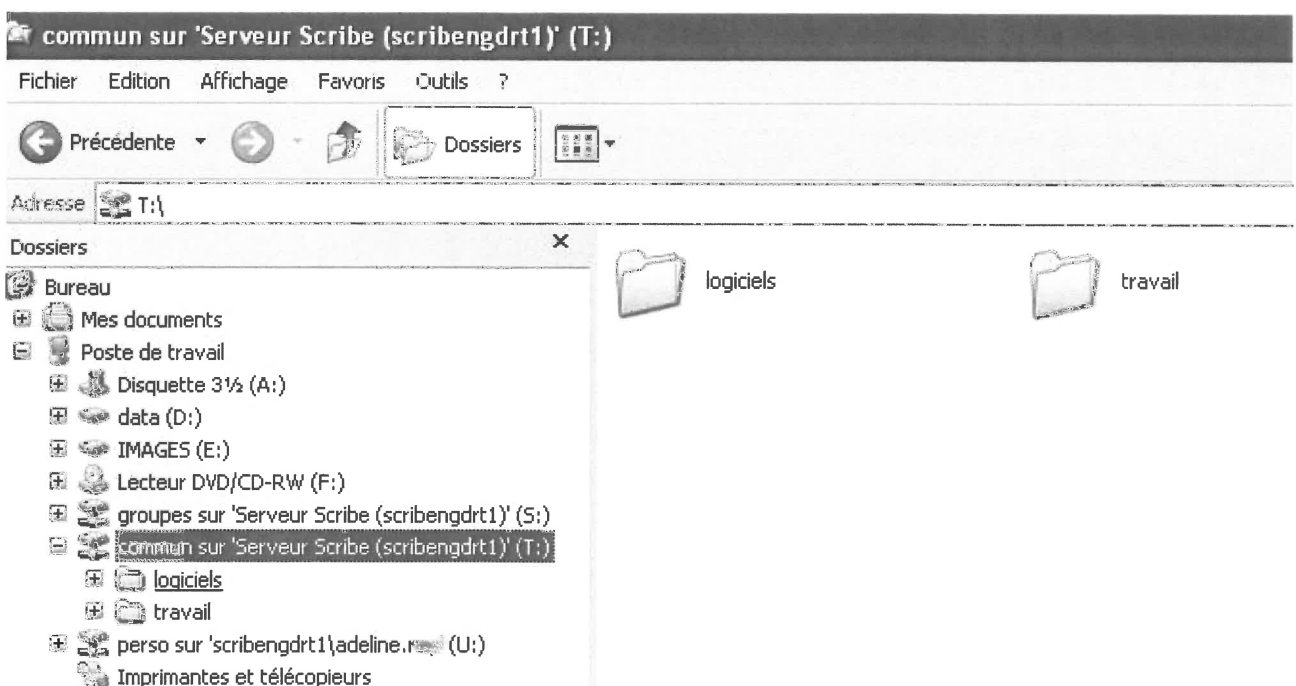 commun sur 'Serveur Scribe (scribengdrt1)' (T:)
Fichier Edition Affichage Favoris Outils ?
Précédente Dossiers
Adresse T:\
Dossiers ×
Bureau
Mes documents
Poste de travail
Disquette 3½ (A:)
data (D:)
IMAGES (E:)
Lecteur DVD/CD-RW (F:)
groupes sur 'Serveur Scribe (scribengdrt1)' (S:)
commun sur 'Serveur Scribe (scribengdrt1)' (T:)
logiciels
travail
perso sur 'scribengdrt1\adeline. (U:)
Imprimantes et télécopieurs
logiciels travail